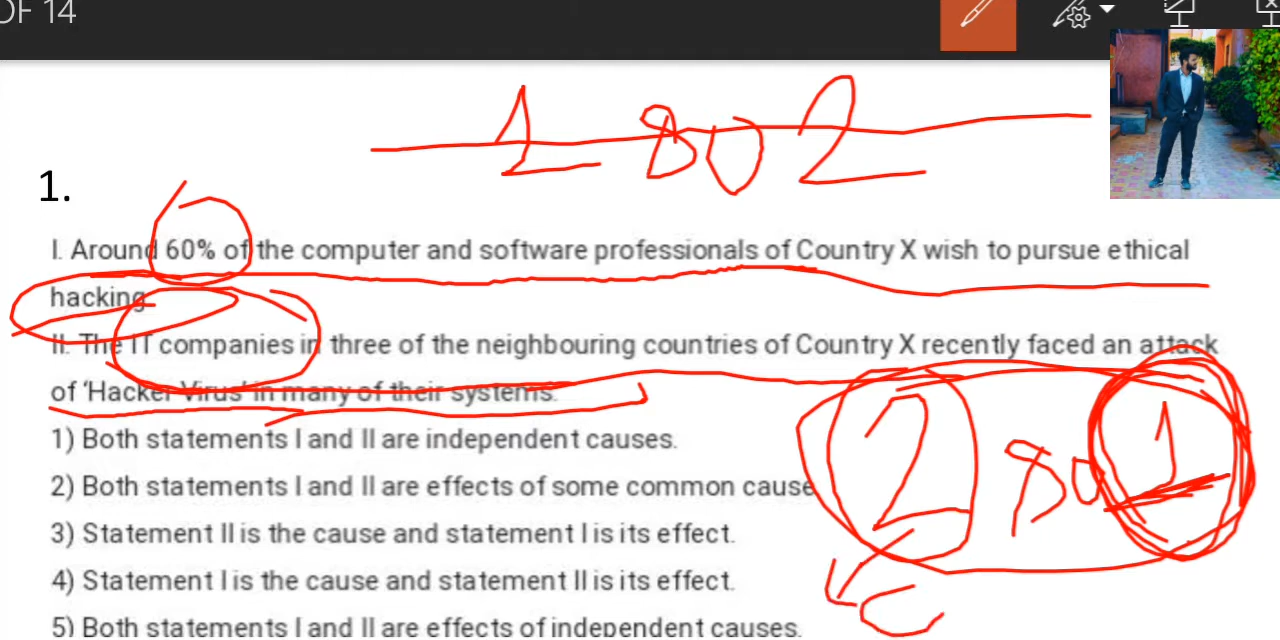 OF 14
1 so 2
1.
I. Around 60% of the computer and software professionals of Country X wish to pursue ethical
hacking.
II. The IT companies in three of the neighbouring countries of Country X recently faced an attack
of 'Hacker Virus' in many of their systems.
1) Both statements I and II are independent causes.
2) Both statements I and II are effects of some common cause
2 so 1
3) Statement II is the cause and statement I is its effect.
4) Statement I is the cause and statement II is its effect.
C
5) Both statements I and II are effects of independent causes.